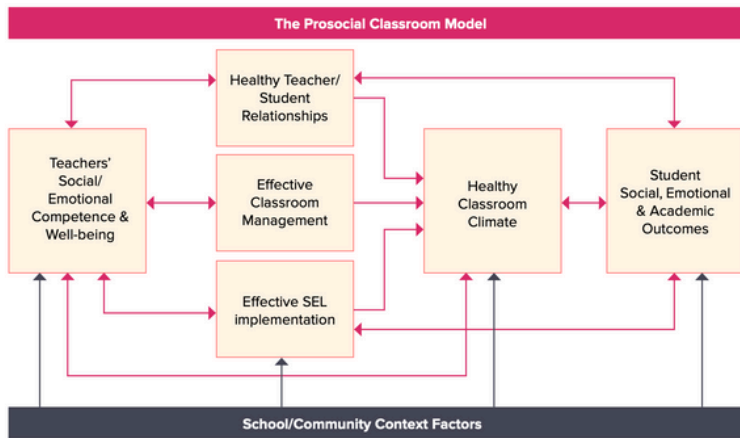 The Prosocial Classroom Model
Healthy Teacher/
Student
Relationships
Teachers'
Social/
Emotional
Competence &
Well-being
Effective
Classroom
Management
Healthy
Classroom
Climate
Student
Social, Emotional
& Academic
Outcomes
Effective SEL
implementation
School/Community Context Factors